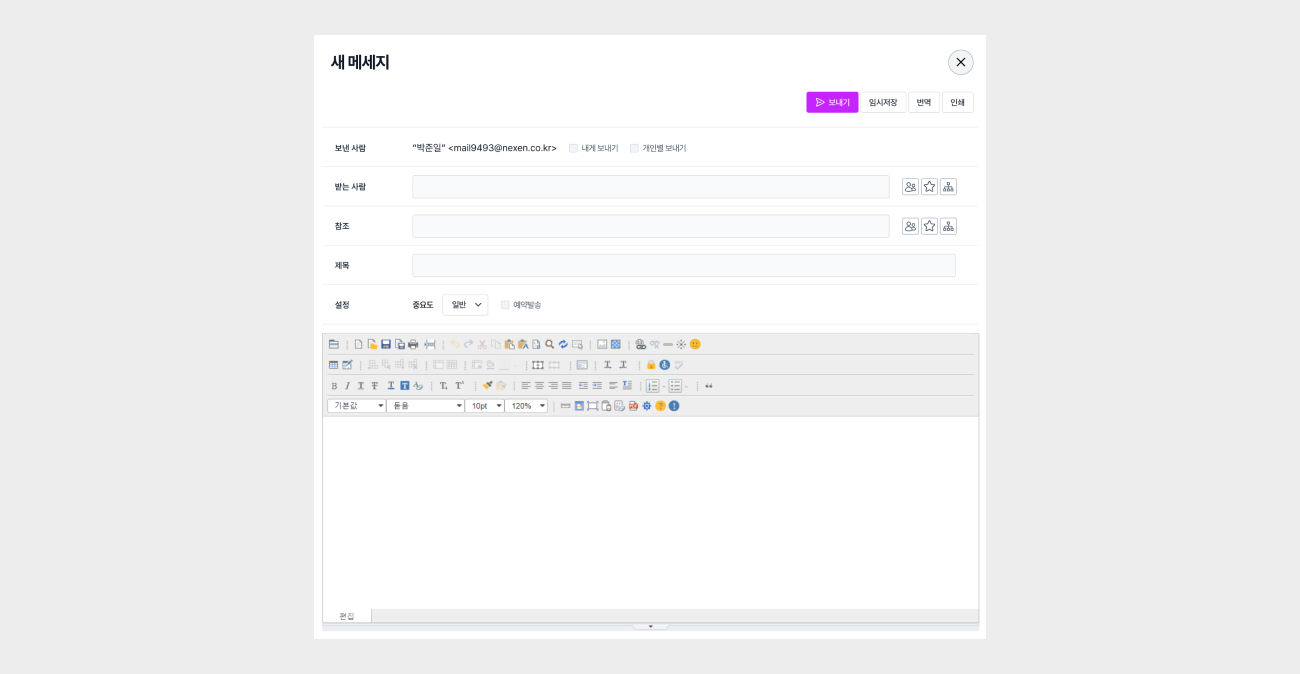 새 메세지
보내기 임시저장 번역 인쇄
보낸 사람 "박준일" <mail9493@nexen.co.kr> 내게 보내기 개인별 보내기
받는 사람
참조
제목
설정 중요도 일반 예약발송
기본값 돋움 10pt 120%
편집